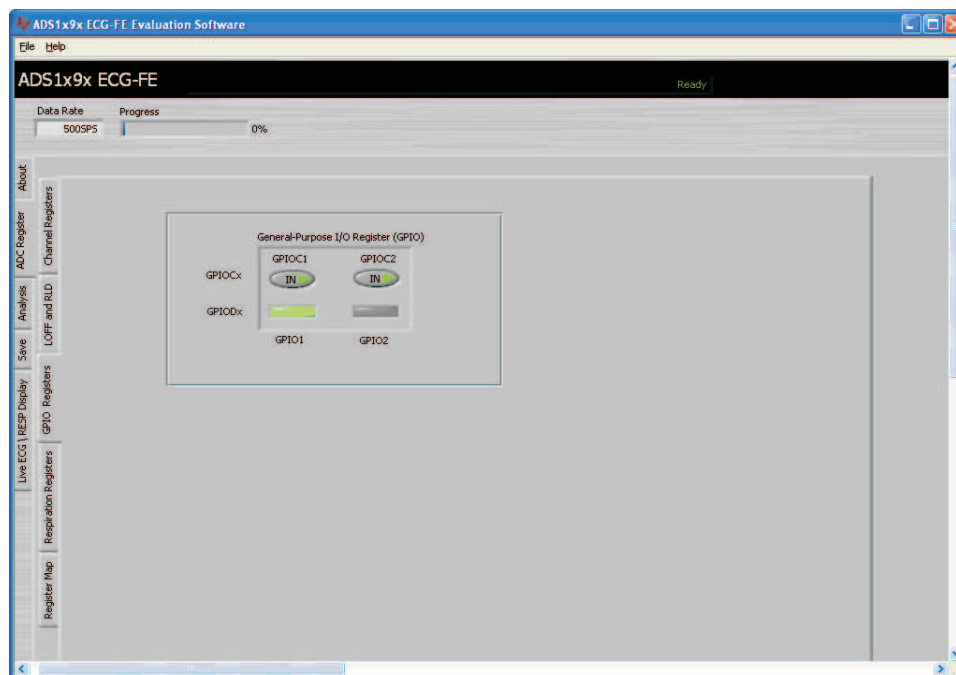 ADS1x9x ECG-FE Evaluation Software
File Help
ADS1x9x ECG-FE
Ready
Data Rate Progress
500SPS 0%
About
ADC Register
Analysis
Save
Live ECG \ RESP Display
Channel Registers
LOFF and RLD
GPIO Registers
Respiration Registers
Register Map
General-Purpose I/O Register (GPIO)
GPIOC1 GPIOC2
GPIOCx IN IN
GPIODx
GPIO1 GPIO2